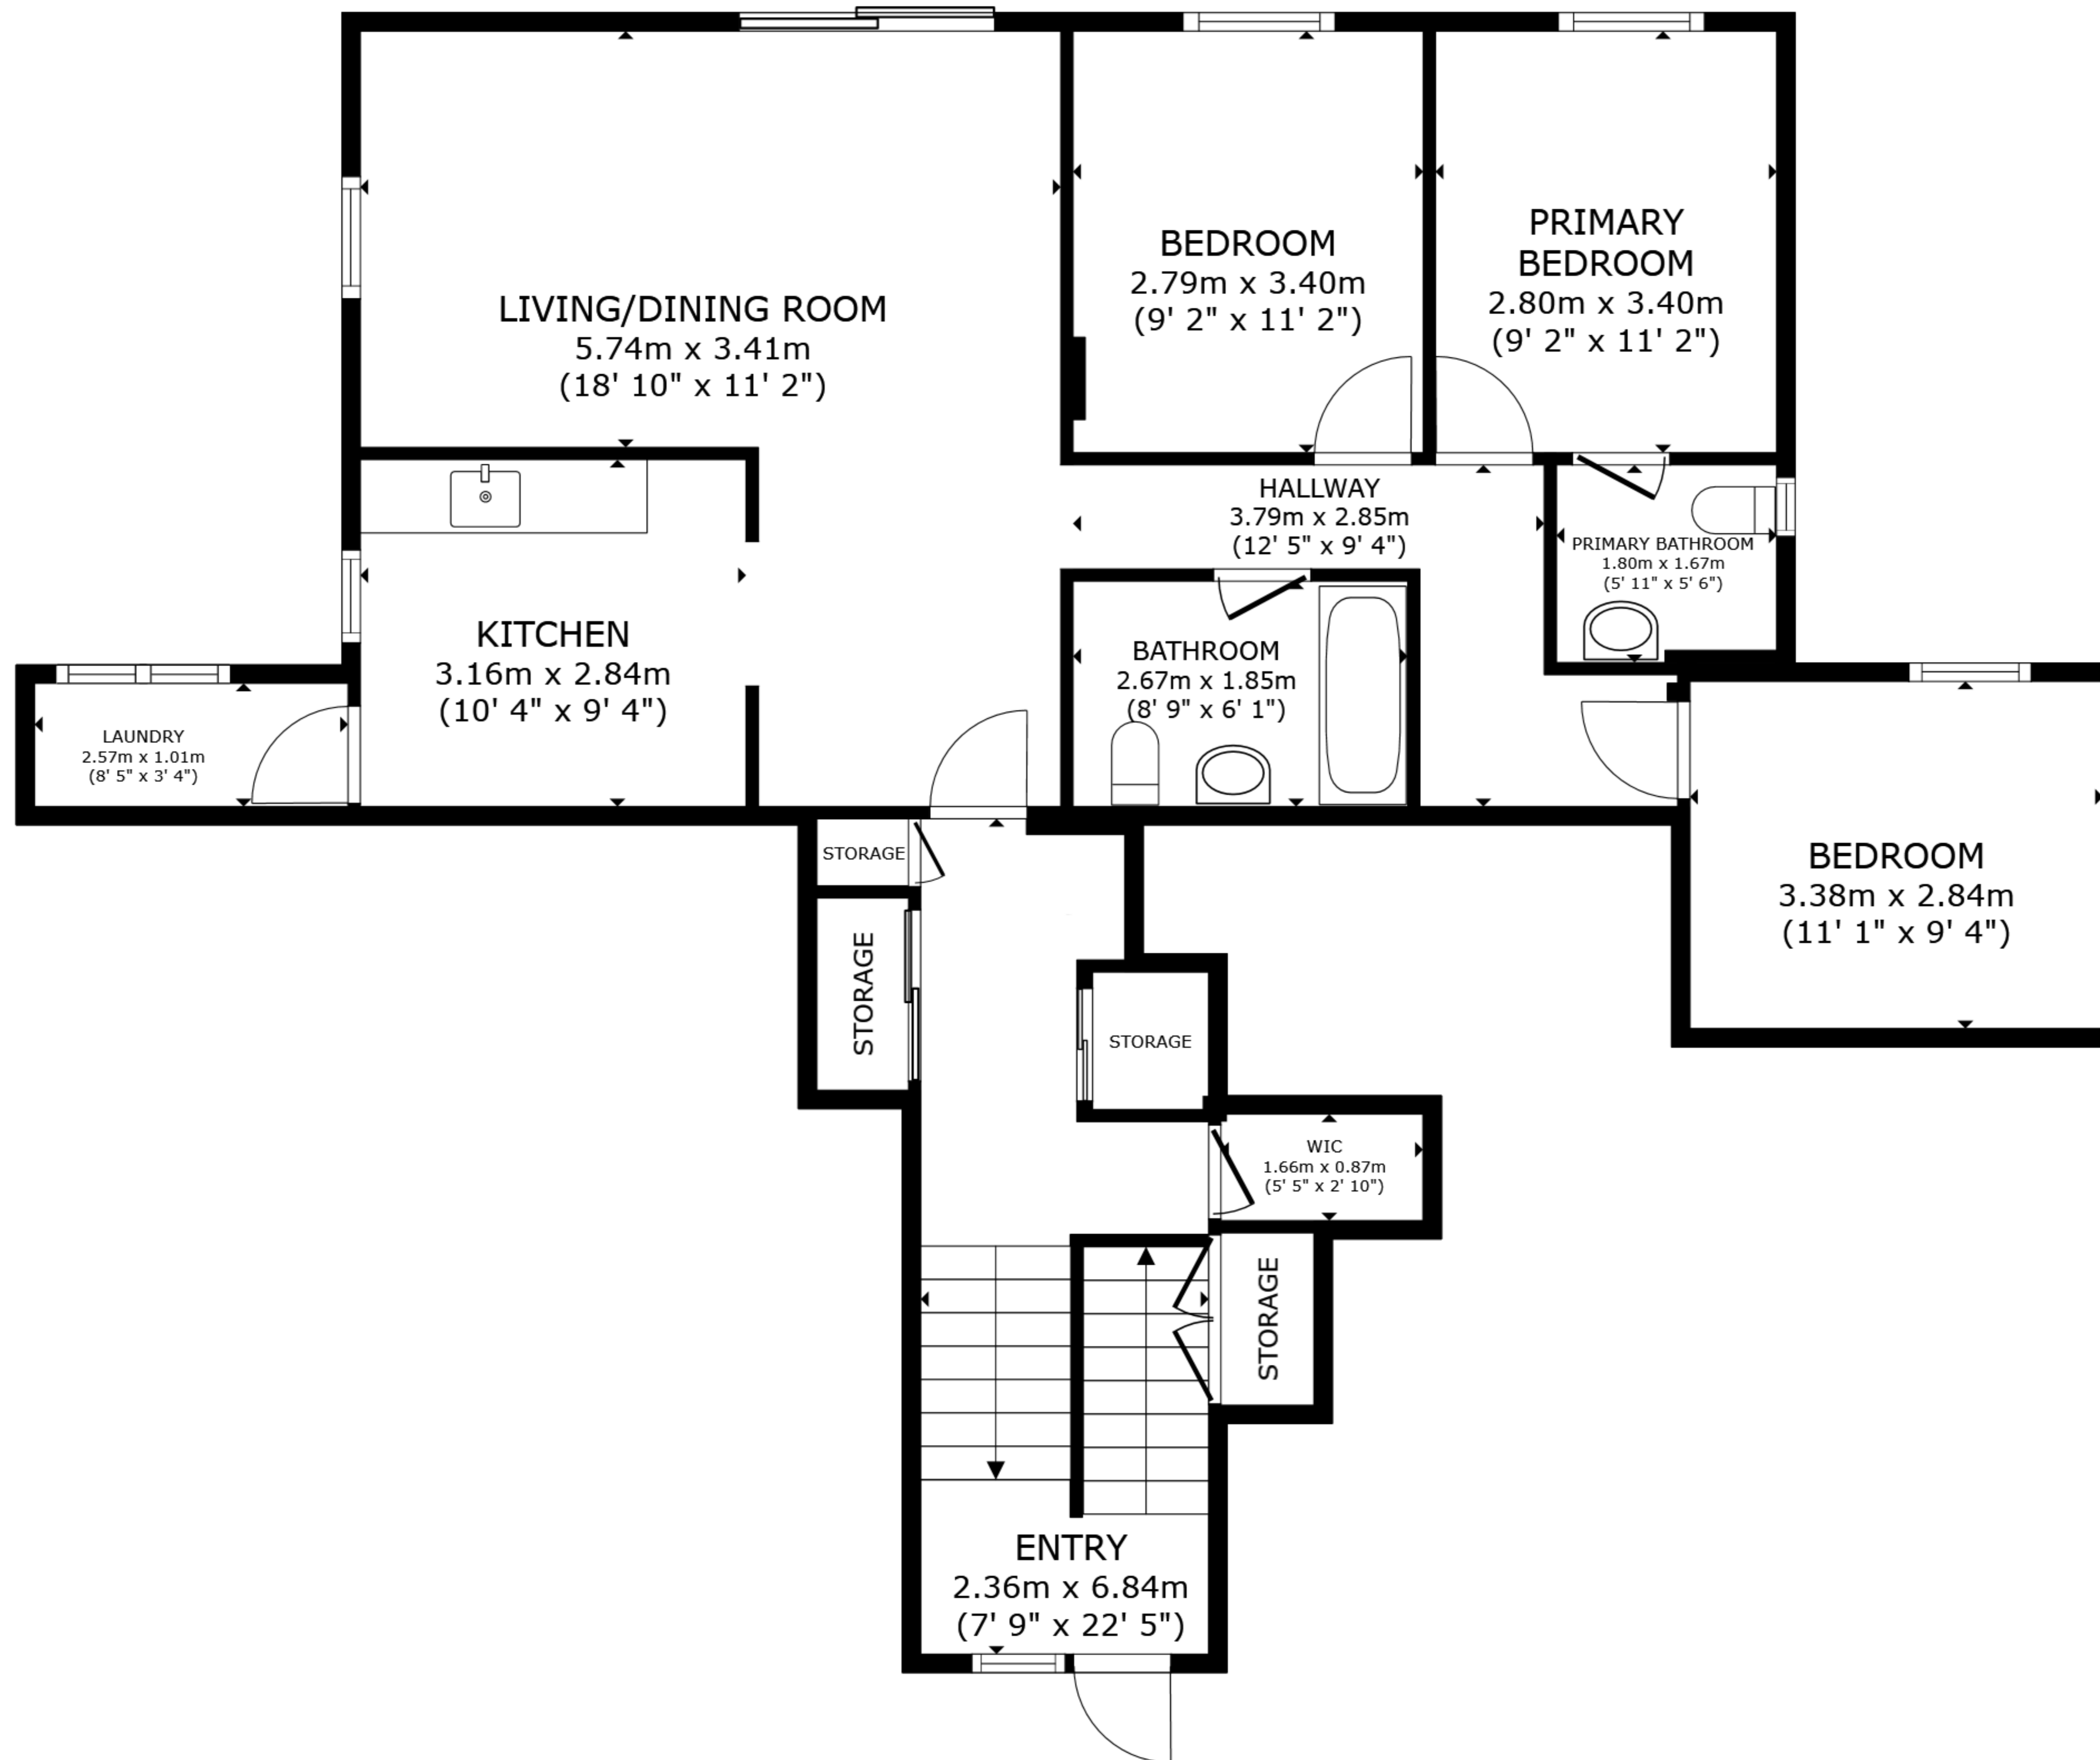 LIVING/DINING ROOM
5.74m x 3.41m
(18' 10" x 11' 2")
BEDROOM
2.79m x 3.40m
(9' 2" x 11' 2")
PRIMARY
BEDROOM
2.80m x 3.40m
(9' 2" x 11' 2")
HALLWAY
3.79m x 2.85m
(12' 5" x 9' 4")
PRIMARY BATHROOM
1.80m x 1.67m
(5' 11" x 5' 6")
KITCHEN
3.16m x 2.84m
(10' 4" x 9' 4")
BATHROOM
2.67m x 1.85m
(8' 9" x 6' 1")
LAUNDRY
2.57m x 1.01m
(8' 5" x 3' 4")
BEDROOM
3.38m x 2.84m
(11' 1" x 9' 4")
STORAGE
STORAGE
STORAGE
WIC
1.66m x 0.87m
(5' 5" x 2' 10")
STORAGE
ENTRY
2.36m x 6.84m
(7' 9" x 22' 5")